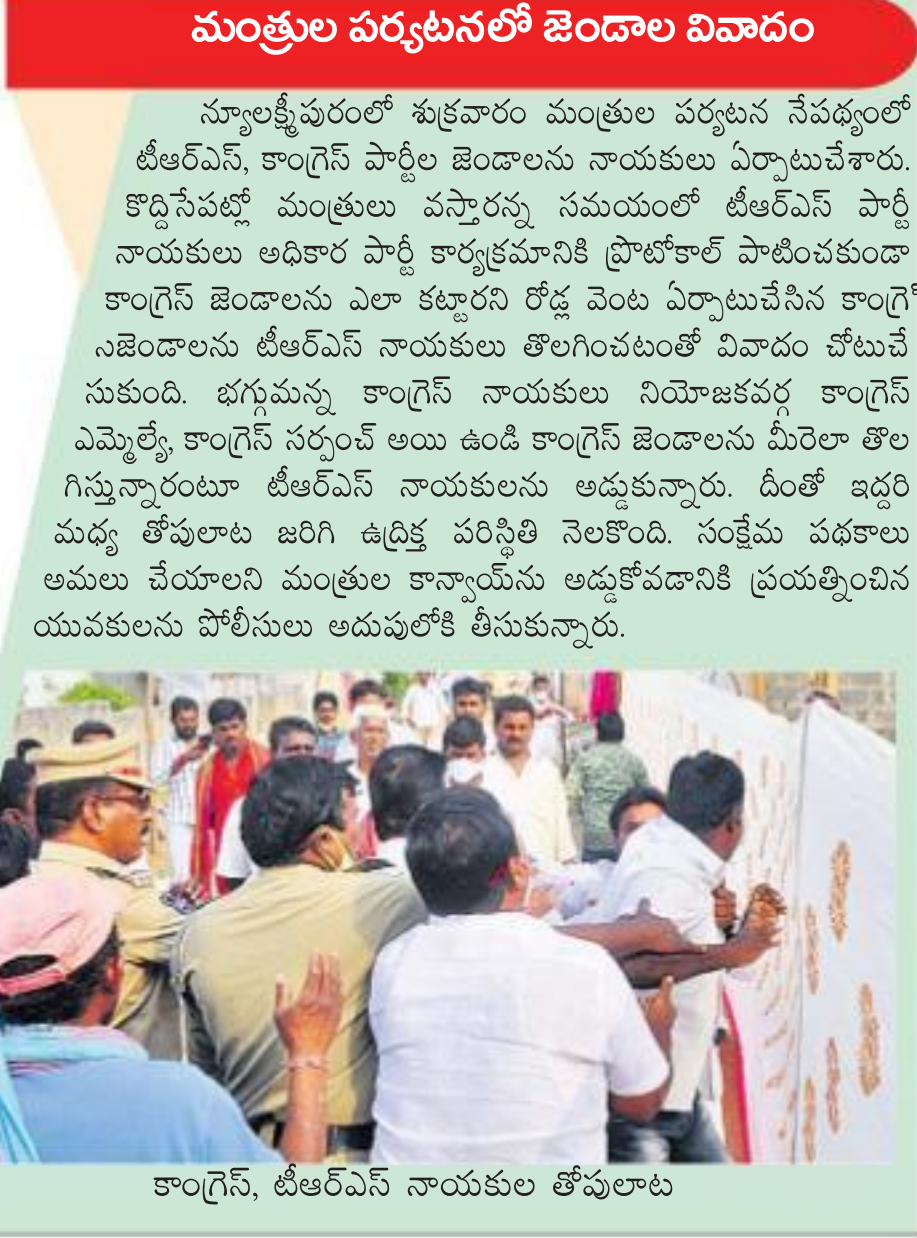 మంత్రుల పర్యటనలో జెండాల వివాదం
న్యూలక్ష్మీపురంలో శుక్రవారం మంత్రుల పర్యటన నేపథ్యంలో
టీఆర్ఎస్, కాంగ్రెస్ పార్టీల జెండాలను నాయకులు ఏర్పాటుచేశారు.
కొద్దిసేపట్లో మంత్రులు వస్తారన్న సమయంలో టీఆర్ఎస్ పార్టీ
నాయకులు అధికార పార్టీ కార్యక్రమానికి ప్రొటోకాల్ పాటించకుండా
కాంగ్రెస్ జెండాలను ఎలా కట్టారని రోడ్ల వెంట ఏర్పాటుచేసిన కాంగ్రె
జెండాలను టీఆర్ఎస్ నాయకులు తొలగించటంతో వివాదం చోటుచే
సుకుంది. భగ్గుమన్న కాంగ్రెస్ నాయకులు నియోజకవర్గ కాంగ్రెస్
ఎమ్మెల్యే, కాంగ్రెస్ సర్పంచ్ అయి ఉండి కాంగ్రెస్ జెండాలను మీరెలా తొల
గిస్తున్నారంటూ టీఆర్ఎస్ నాయకులను అడ్డుకున్నారు. దీంతో ఇద్దరి
మధ్య తోపులాట జరిగి ఉద్రిక్త పరిస్థితి నెలకొంది. సంక్షేమ పథకాలు
అమలు చేయాలని మంత్రుల కాన్వాయ్‌ను అడ్డుకోవడానికి ప్రయత్నించిన
యువకులను పోలీసులు అదుపులోకి తీసుకున్నారు.
కాంగ్రెస్, టీఆర్ఎస్ నాయకుల తోపులాట